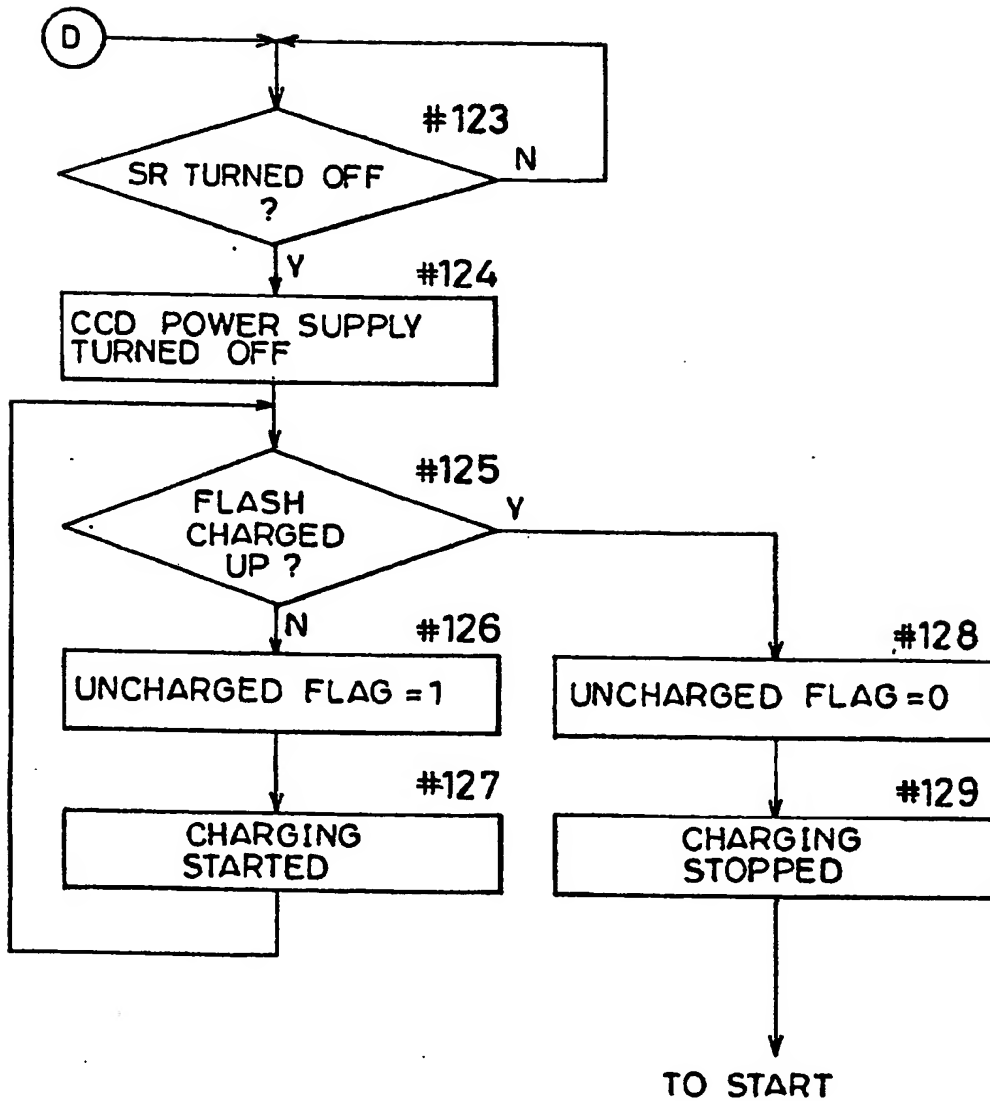 D
#123
SR TURNED OFF
?
N
Y
#124
CCD POWER SUPPLY
TURNED OFF
#125
FLASH
CHARGED
UP ?
Y
N
#126
UNCHARGED FLAG = 1
#127
CHARGING
STARTED
#128
UNCHARGED FLAG = 0
#129
CHARGING
STOPPED
TO START